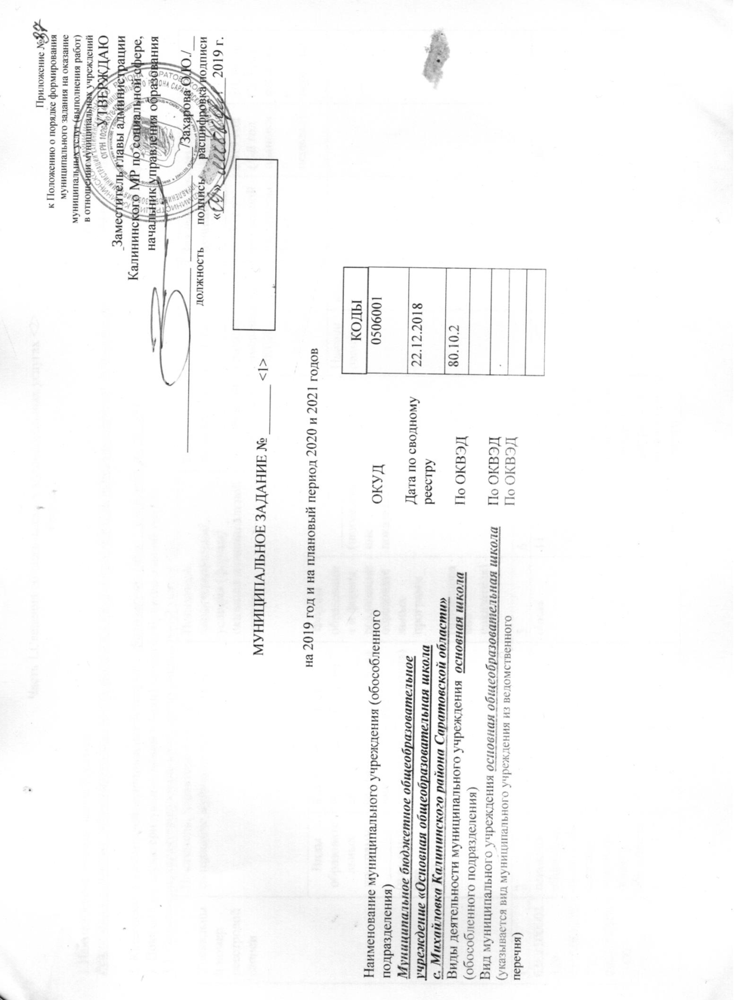 Приложение № 37
к Положению о порядке формирования
муниципального задания на оказание
муниципальных услуг (выполнения работ)
в отношении муниципальных учреждений
УТВЕРЖДАЮ
Заместитель главы администрации
Калининского МР по социальной сфере,
начальник управления образования
/Захарова О.Ю./
должность подпись расшифровка подписи
«09» 2019 г.
МУНИЦИПАЛЬНОЕ ЗАДАНИЕ № ______ <1>
на 2019 год и на плановый период 2020 и 2021 годов
КОДЫ
ОКУД 0506001
Дата по сводному
реестру 22.12.2018
По ОКВЭД 80.10.2
По ОКВЭД
По ОКВЭД
Наименование муниципального учреждения (обособленного
подразделения)
Муниципальное бюджетное общеобразовательное
учреждение «Основная общеобразовательная школа
с. Михайловка Калининского района Саратовской области»
Виды деятельности муниципального учреждения основная школа
(обособленного подразделения)
Вид муниципального учреждения основная общеобразовательная школа
(указывается вид муниципального учреждения из ведомственного
перечня)